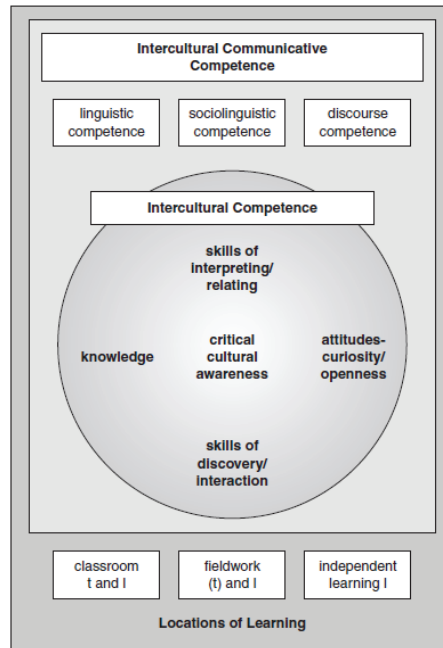 Intercultural Communicative
Competence
linguistic
competence
sociolinguistic
competence
discourse
competence
Intercultural Competence
skills of
interpreting/
relating
knowledge
critical
cultural
awareness
attitudes-
curiosity/
openness
skills of
discovery/
interaction
classroom
t and l
fieldwork
(t) and l
independent
learning l
Locations of Learning